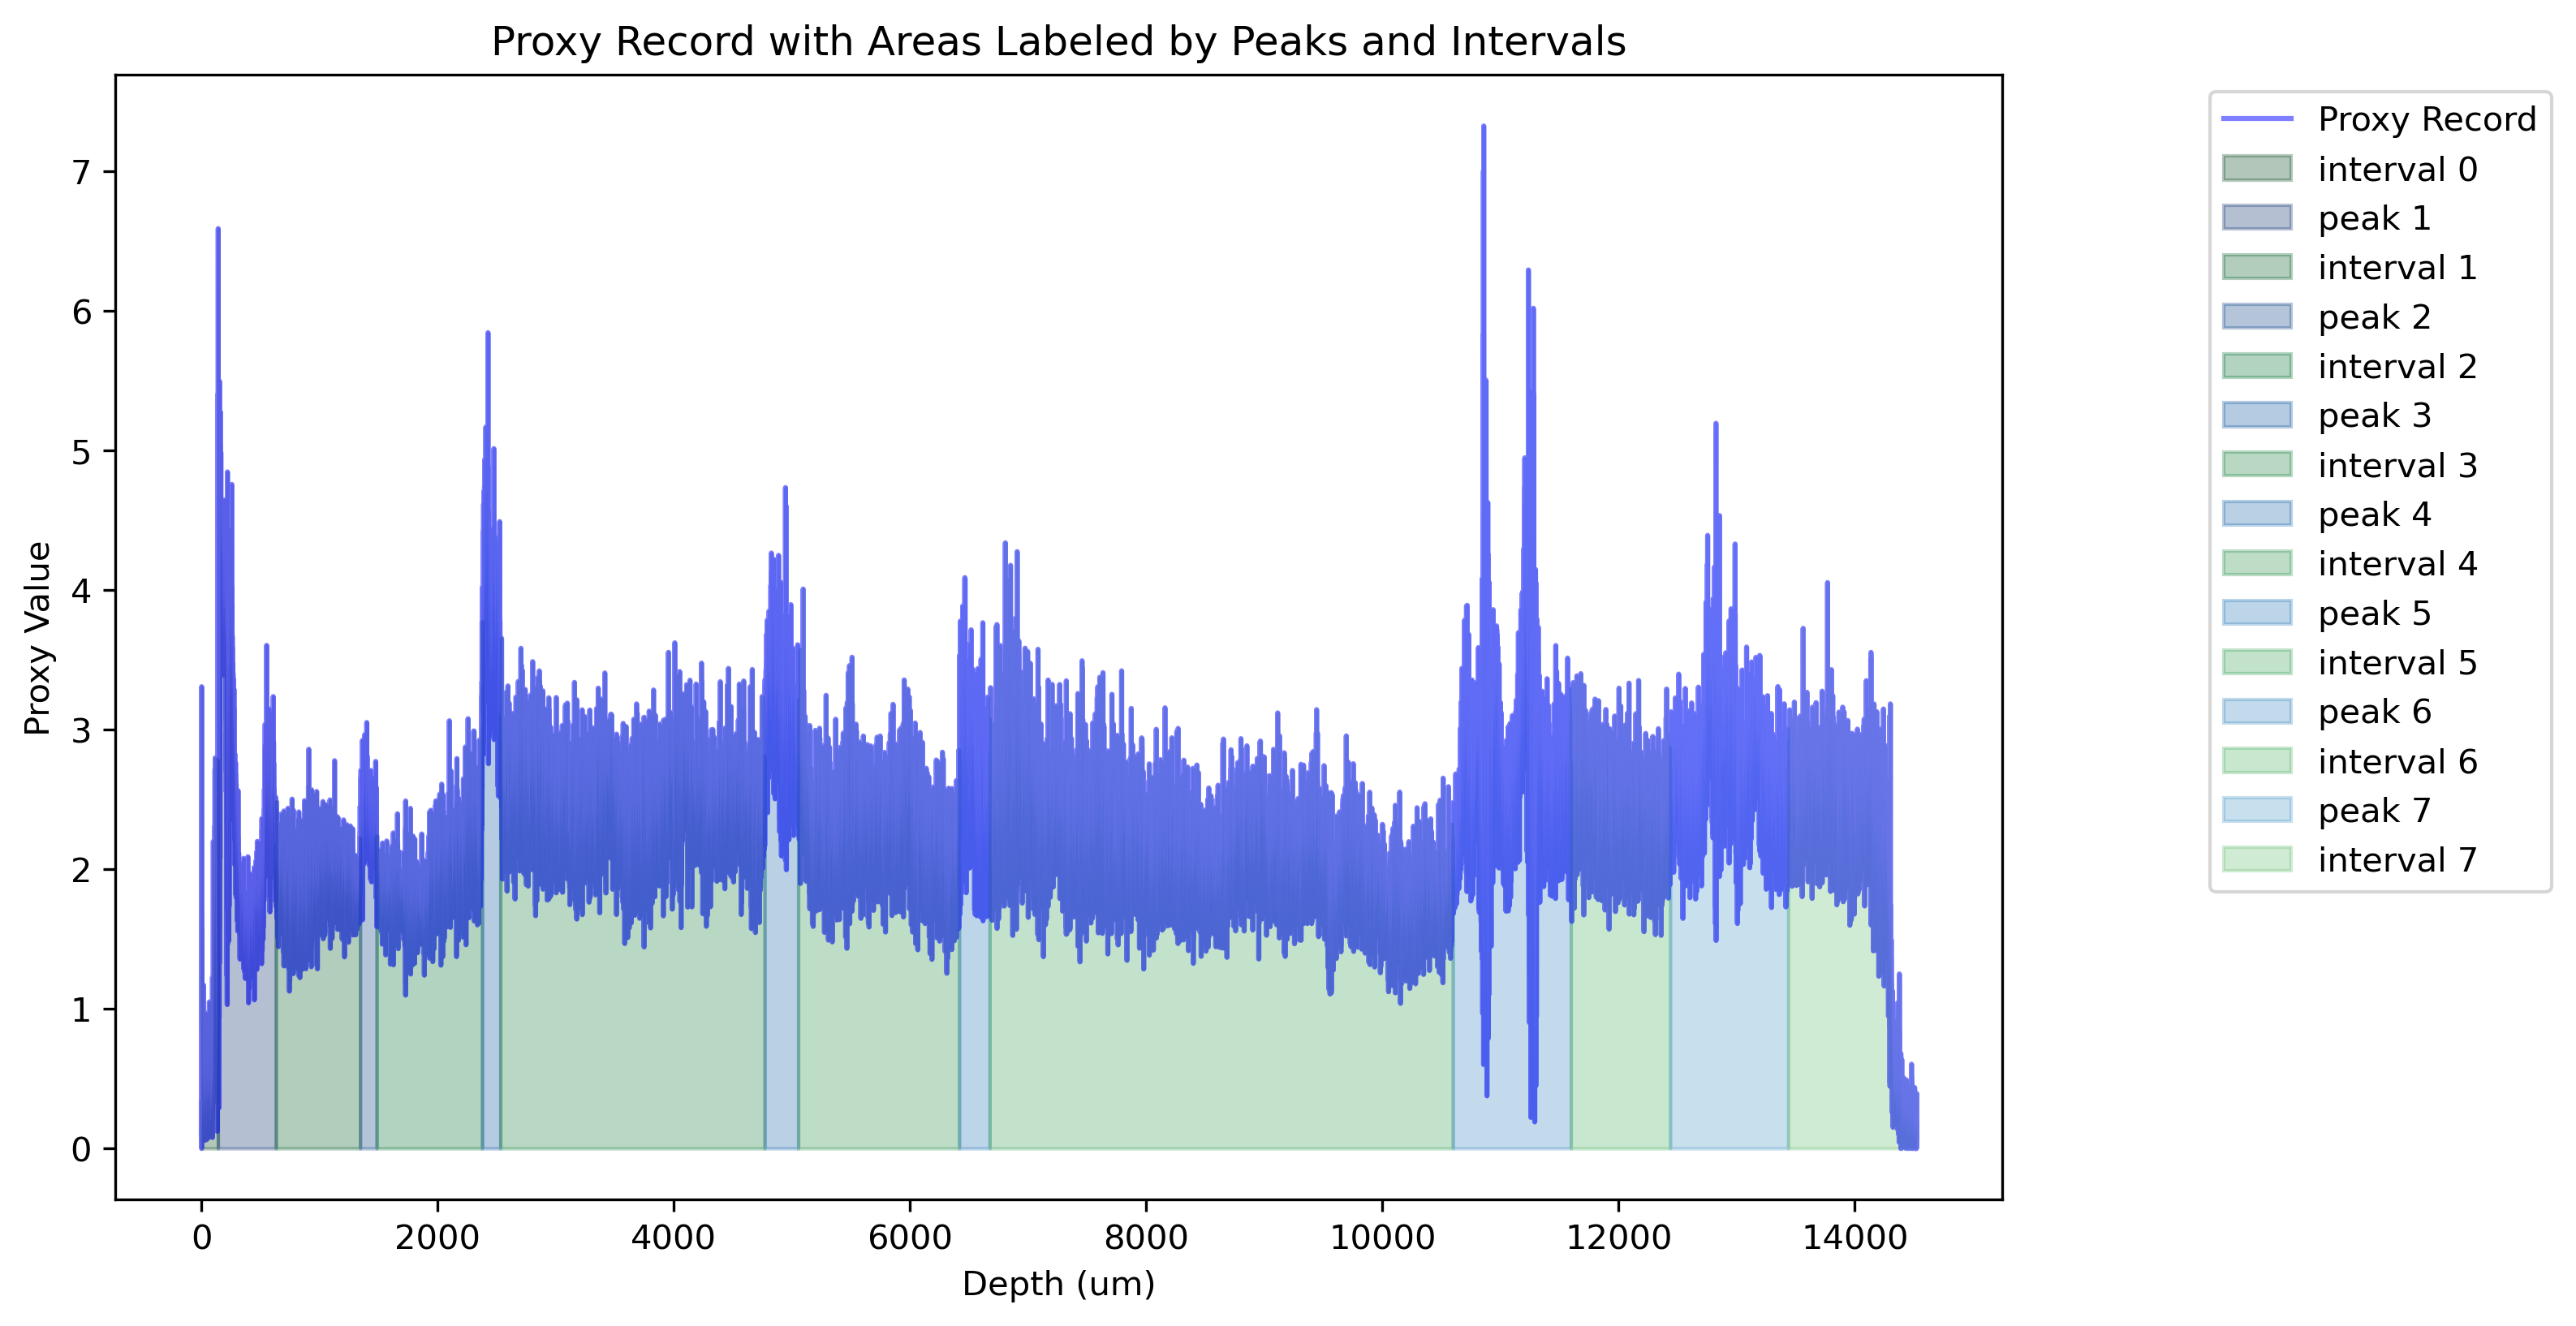 Proxy Record with Areas Labeled by Peaks and Intervals
Proxy Value
7
6
5
4
3
2
1
0
0 2000 4000 6000 8000 10000 12000 14000
Depth (um)
Proxy Record
interval 0
peak 1
interval 1
peak 2
interval 2
peak 3
interval 3
peak 4
interval 4
peak 5
interval 5
peak 6
interval 6
peak 7
interval 7